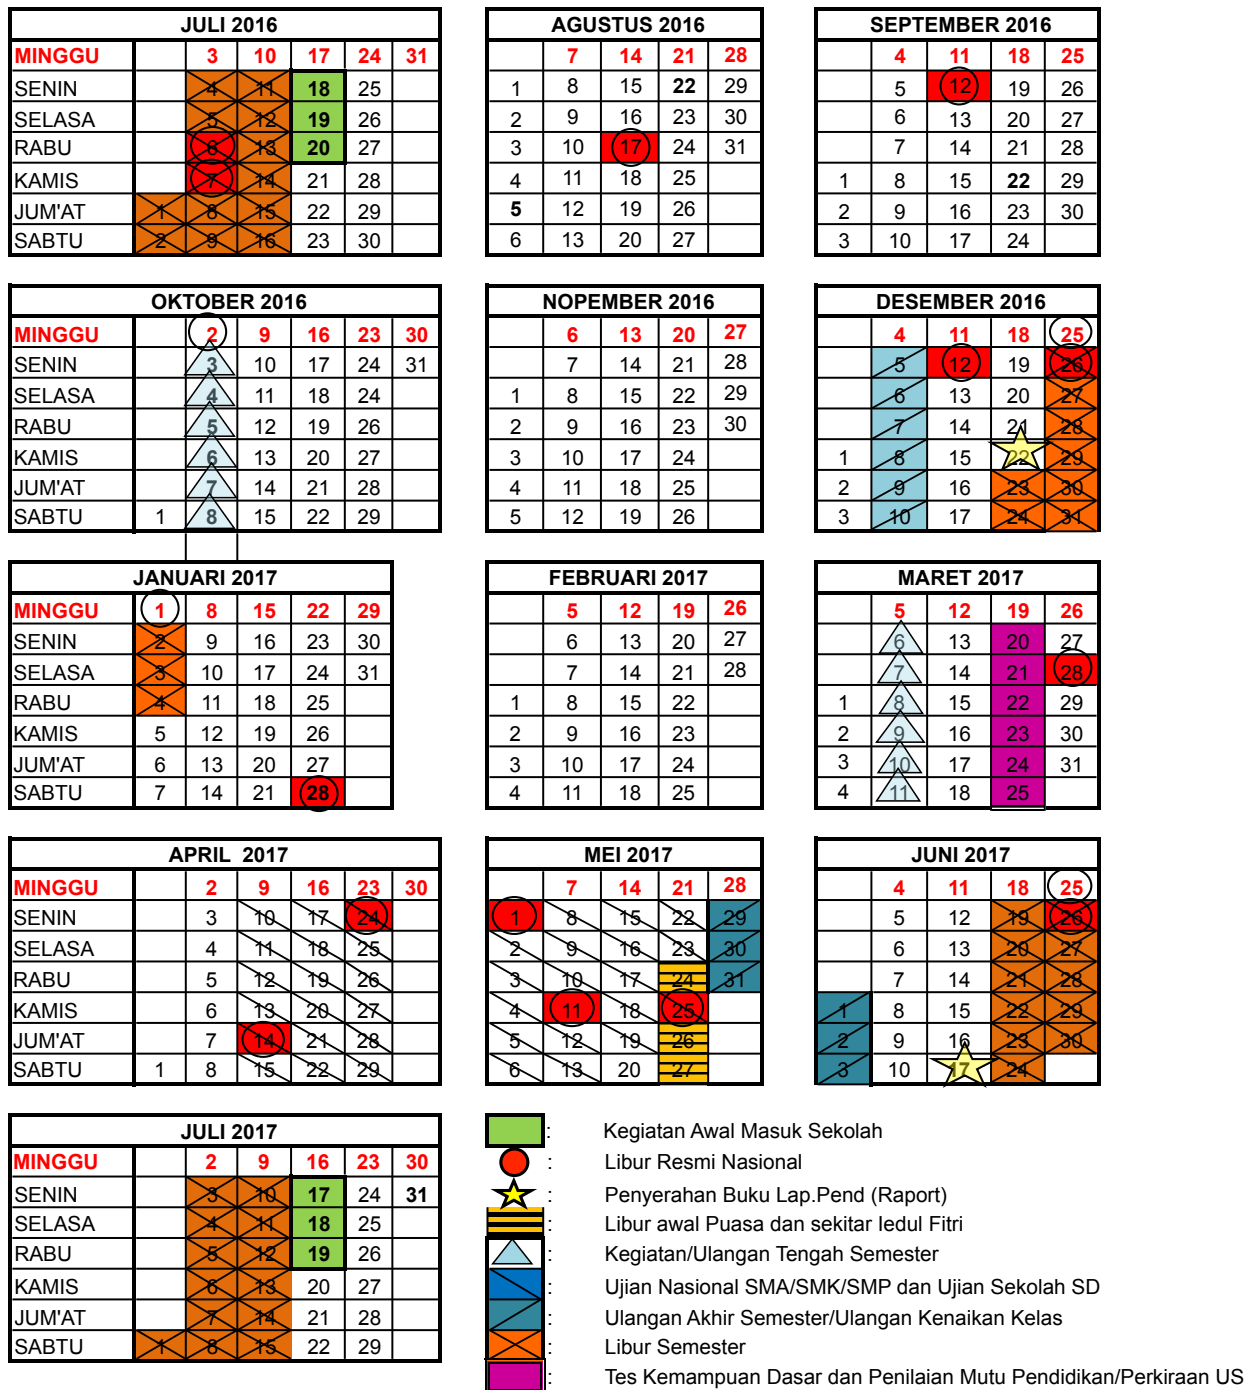 JULI 2016
MINGGU 3 10 17 24 31
SENIN 4 11 18 25
SELASA 5 12 19 26
RABU 6 13 20 27
KAMIS 7 14 21 28
JUM'AT 1 8 15 22 29
SABTU 2 9 16 23 30
AGUSTUS 2016
7 14 21 28
1 8 15 22 29
2 9 16 23 30
3 10 17 24 31
4 11 18 25
5 12 19 26
6 13 20 27
SEPTEMBER 2016
4 11 18 25
5 12 19 26
6 13 20 27
7 14 21 28
1 8 15 22 29
2 9 16 23 30
3 10 17 24
OKTOBER 2016
MINGGU 2 9 16 23 30
SENIN 3 10 17 24 31
SELASA 4 11 18 24
RABU 5 12 19 26
KAMIS 6 13 20 27
JUM'AT 7 14 21 28
SABTU 1 8 15 22 29
NOPEMBER 2016
6 13 20 27
7 14 21 28
1 8 15 22 29
2 9 16 23 30
3 10 17 24
4 11 18 25
5 12 19 26
DESEMBER 2016
4 11 18 25
5 12 19 26
6 13 20 27
7 14 21 28
1 8 15 22 29
2 9 16 23 30
3 10 17 24 31
JANUARI 2017
MINGGU 1 8 15 22 29
SENIN 2 9 16 23 30
SELASA 3 10 17 24 31
RABU 4 11 18 25
KAMIS 5 12 19 26
JUM'AT 6 13 20 27
SABTU 7 14 21 28
FEBRUARI 2017
5 12 19 26
6 13 20 27
7 14 21 28
1 8 15 22
2 9 16 23
3 10 17 24
4 11 18 25
MARET 2017
5 12 19 26
6 13 20 27
7 14 21 28
1 8 15 22 29
2 9 16 23 30
3 10 17 24 31
4 11 18 25
APRIL 2017
MINGGU 2 9 16 23 30
SENIN 3 10 17 24
SELASA 4 11 18 25
RABU 5 12 19 26
KAMIS 6 13 20 27
JUM'AT 7 14 21 28
SABTU 1 8 15 22 29
MEI 2017
7 14 21 28
1 8 15 22 29
2 9 16 23 30
3 10 17 24 31
4 11 18 25
5 12 19 26
6 13 20 27
JUNI 2017
4 11 18 25
5 12 19 26
6 13 20 27
7 14 21 28
1 8 15 22 29
2 9 16 23 30
3 10 17 24
JULI 2017
MINGGU 2 9 16 23 30
SENIN 3 10 17 24 31
SELASA 4 11 18 25
RABU 5 12 19 26
KAMIS 6 13 20 27
JUM'AT 7 14 21 28
SABTU 1 8 15 22 29
: Kegiatan Awal Masuk Sekolah
: Libur Resmi Nasional
: Penyerahan Buku Lap.Pend (Raport)
: Libur awal Puasa dan sekitar Iedul Fitri
: Kegiatan/Ulangan Tengah Semester
: Ujian Nasional SMA/SMK/SMP dan Ujian Sekolah SD
: Ulangan Akhir Semester/Ulangan Kenaikan Kelas
: Libur Semester
: Tes Kemampuan Dasar dan Penilaian Mutu Pendidikan/Perkiraan US